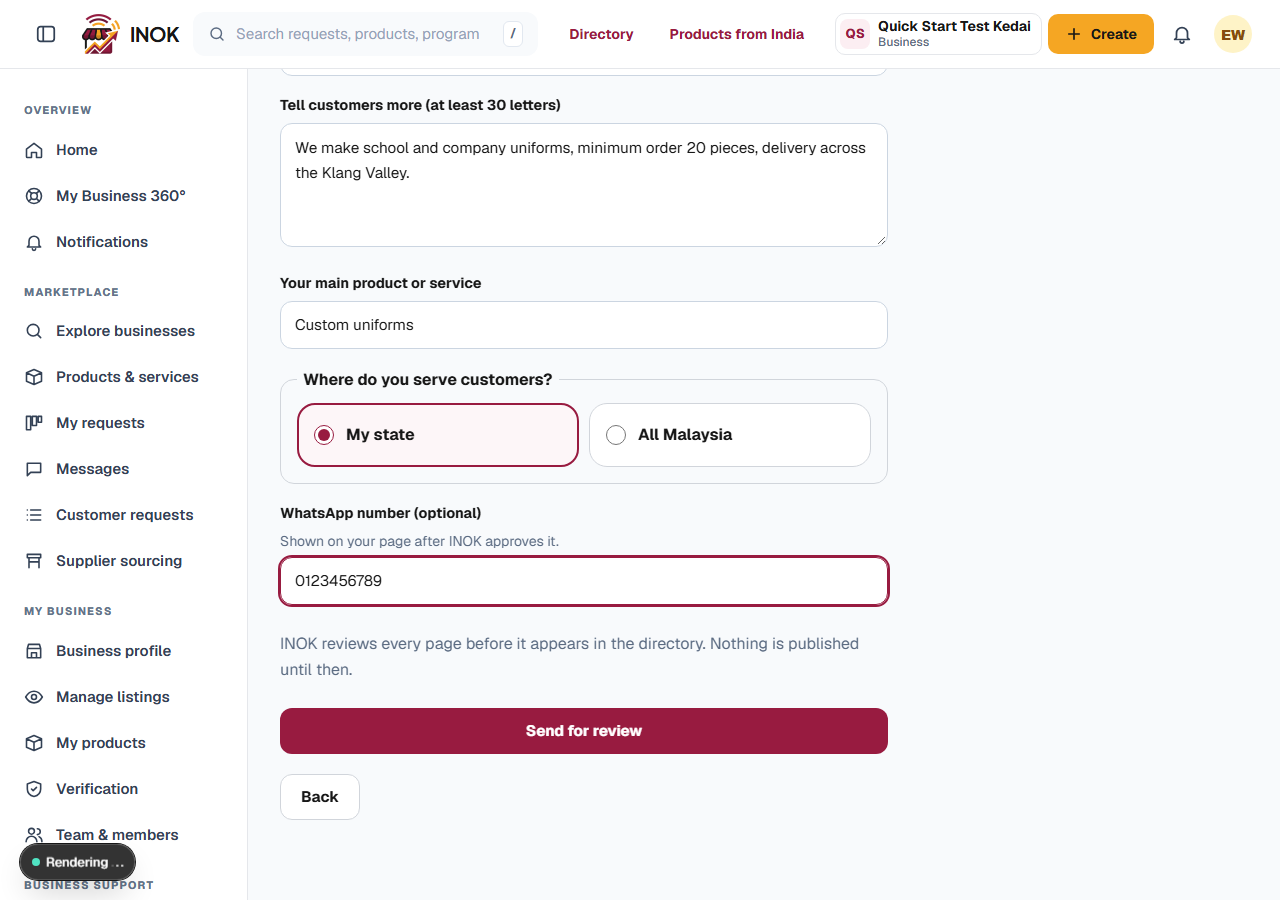 INOK
Search requests, products, program
/
Directory
Products from India
QS
Quick Start Test Kedai
Business
Create
EW
OVERVIEW
Home
My Business 360°
Notifications
MARKETPLACE
Explore businesses
Products & services
My requests
Messages
Customer requests
Supplier sourcing
MY BUSINESS
Business profile
Manage listings
My products
Verification
Team & members
Rendering ...
BUSINESS SUPPORT
Tell customers more (at least 30 letters)
We make school and company uniforms, minimum order 20 pieces, delivery across
the Klang Valley.
Your main product or service
Custom uniforms
Where do you serve customers?
My state
All Malaysia
WhatsApp number (optional)
Shown on your page after INOK approves it.
0123456789
INOK reviews every page before it appears in the directory. Nothing is published
until then.
Send for review
Back